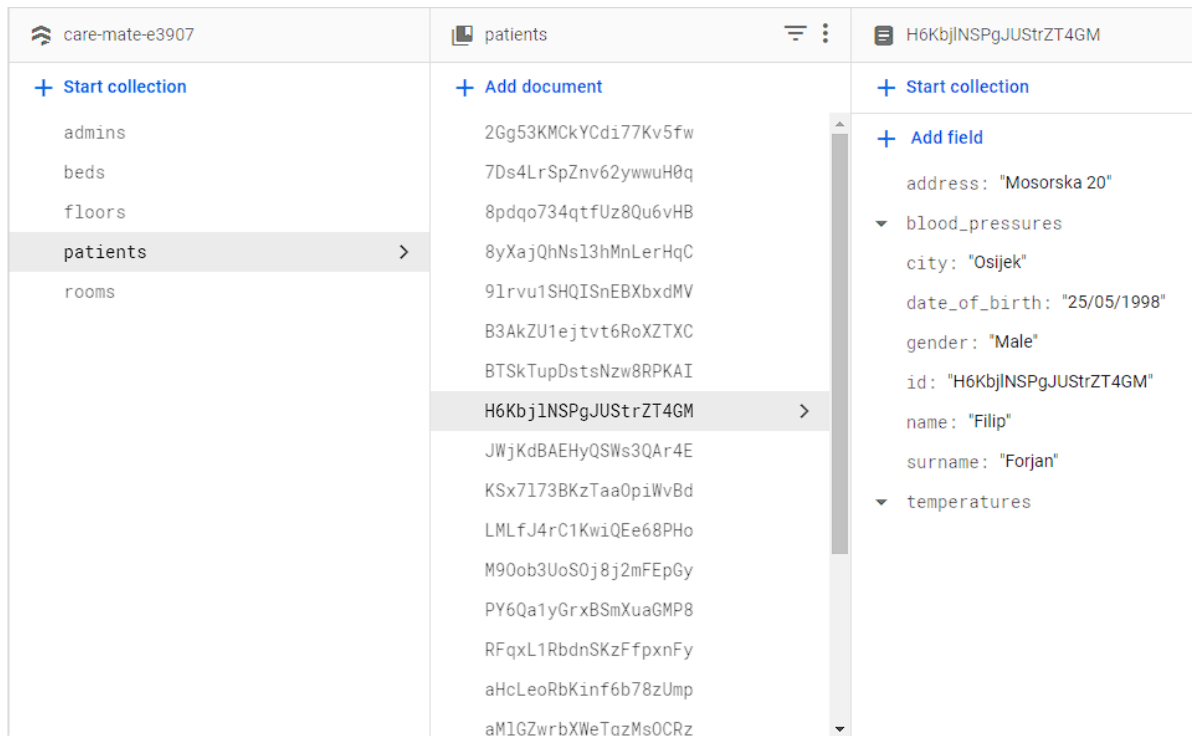 care-mate-e3907
Start collection
admins
beds
floors
patients
rooms
patients
Add document
2Gg53KMCkYCdi77Kv5fw
7Ds4LrSpZnv62ywwuH0q
8pdqo734qtfUz8Qu6vHB
8yXajQhNsl3hMnLerHqC
9lrvu1SHQISnEBXbxdMV
B3AkZU1ejtvt6RoXZTXC
BTSkTupDstsNzw8RPKAI
H6KbjlNSPgJUStrZT4GM
JWjKdBAEHyQSWs3QAr4E
KSx7l73BKzTaaOpiWvBd
LMLfJ4rC1KwiQEe68PHo
M9Oob3UoSOj8j2mFEpGy
PY6Qa1yGrxBSmXuaGMP8
RFqxL1RbdnSKzFfpxnFy
aHcLeoRbKinf6b78zUmp
aMlGZwrbXWeTqzMsOCRz
H6KbjlNSPgJUStrZT4GM
Start collection
Add field
address: "Mosorska 20"
blood_pressures
city: "Osijek"
date_of_birth: "25/05/1998"
gender: "Male"
id: "H6KbjlNSPgJUStrZT4GM"
name: "Filip"
surname: "Forjan"
temperatures